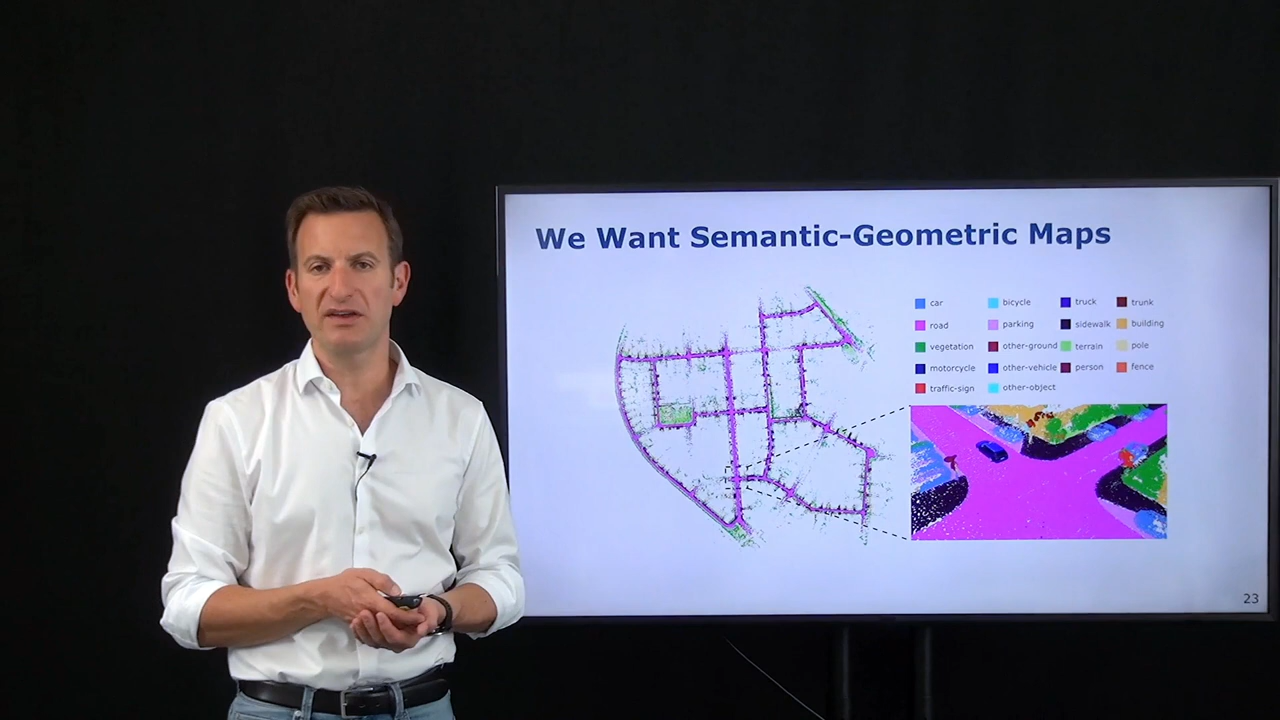 We Want Semantic-Geometric Maps
car bicycle truck trunk
road parking sidewalk building
vegetation other-ground terrain pole
motorcycle other-vehicle person fence
traffic-sign other-object
23